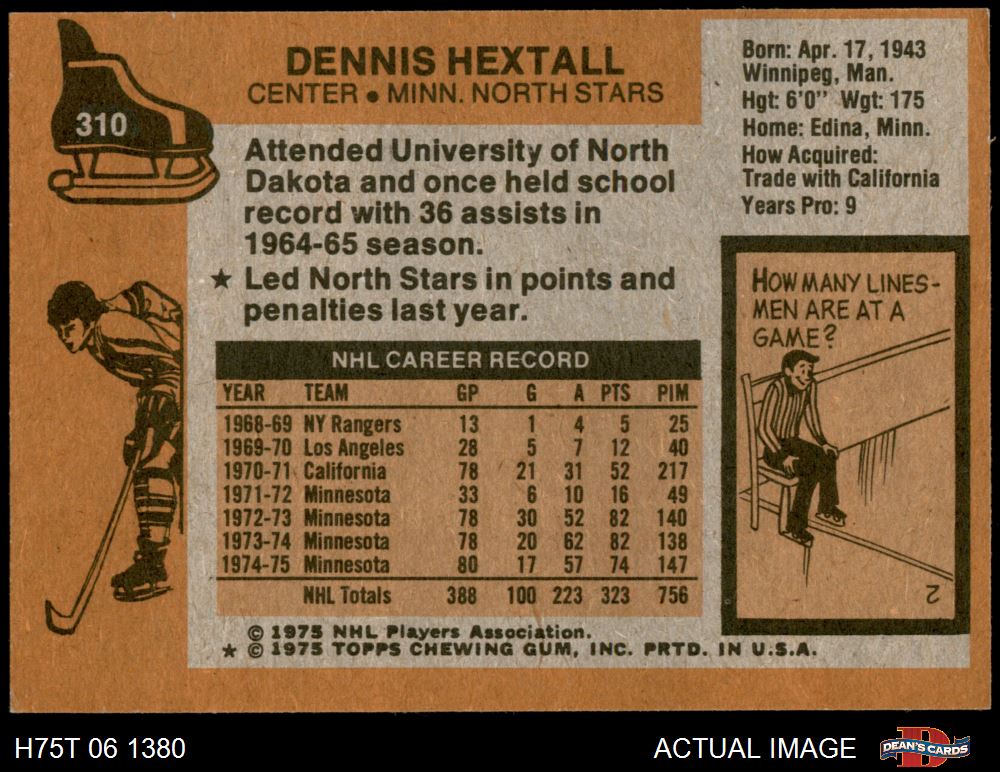 310
DENNIS HEXTALL
CENTER • MINN. NORTH STARS
Born: Apr. 17, 1943
Winnipeg, Man.
Hgt: 6'0" Wgt: 175
Home: Edina, Minn.
How Acquired:
Trade with California
Years Pro: 9
Attended University of North
Dakota and once held school
record with 36 assists in
1964-65 season.
★ Led North Stars in points and
penalties last year.
HOW MANY LINES-
MEN ARE AT A
GAME?
2
NHL CAREER RECORD
YEAR TEAM GP G A PTS PIM
1968-69 NY Rangers 13 1 4 5 25
1969-70 Los Angeles 28 5 7 12 40
1970-71 California 78 21 31 52 217
1971-72 Minnesota 33 6 10 16 49
1972-73 Minnesota 78 30 52 82 140
1973-74 Minnesota 78 20 62 82 138
1974-75 Minnesota 80 17 57 74 147
NHL Totals 388 100 223 323 756
© 1975 NHL Players Association.
★ © 1975 TOPPS CHEWING GUM, INC. PRTD. IN U.S.A.
H75T 06 1380
ACTUAL IMAGE
D
DEAN'S CARDS